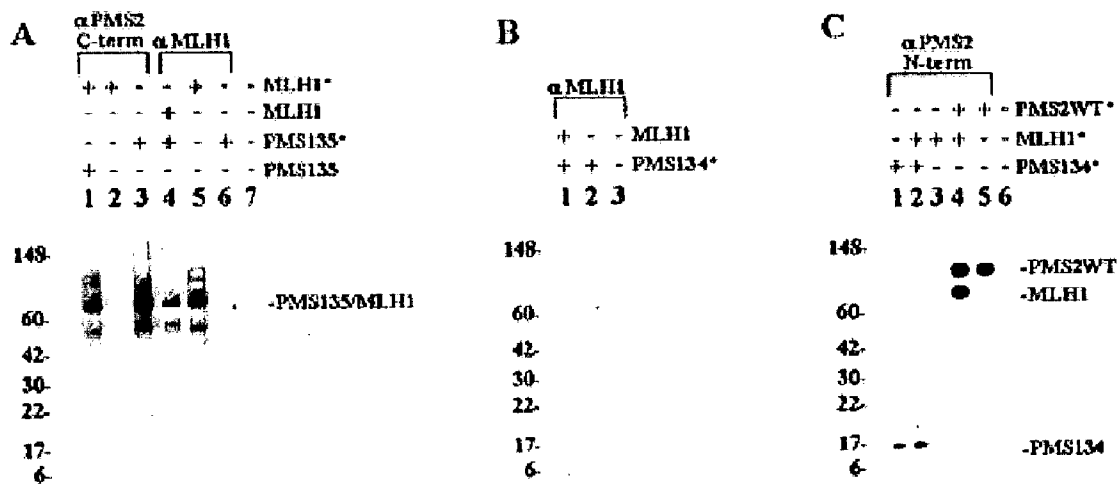 A
αPMS2
C-term αMLH1
+ + - - + - - MLH1*
- - - + - - - MLH1
- - + + - + - PMS135*
+ - - - - - - PMS135
1 2 3 4 5 6 7
148-
60-
42-
30-
22-
17-
6-
-PMS135/MLH1
B
αMLH1
+ - - MLH1
+ + - PMS134*
1 2 3
148-
60-
42-
30-
22-
17-
6-
C
αPMS2
N-term
- - - + + - PMS2WT*
- + + + - - MLH1*
+ + - - - - PMS134*
1 2 3 4 5 6
148-
60-
42-
30-
22-
17-
6-
-PMS2WT
-MLH1
-PMS134